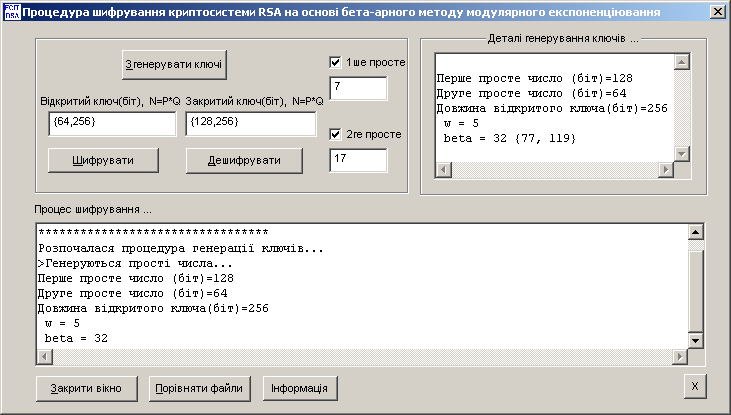 FCIT
RSA
Процедура шифрування криптосистеми RSA на основі бета-арного методу модулярного експоненціювання
Згенерувати ключі
1ше просте
7
Відкритий ключ(біт), N=P*Q
Закритий ключ(біт), N=P*Q
{64,256}
{128,256}
2ге просте
17
Шифрувати
Дешифрувати
Деталі генерування ключів ...
Перше просте число (біт)=128
Друге просте число (біт)=64
Довжина відкритого ключа(біт)=256
w = 5
beta = 32 {77, 119}
Процес шифрування ...
*********************************
Розпочалася процедура генерації ключів...
>Генеруються прості числа...
Перше просте число (біт)=128
Друге просте число (біт)=64
Довжина відкритого ключа(біт)=256
w = 5
beta = 32
Закрити вікно
Порівняти файли
Інформація
X